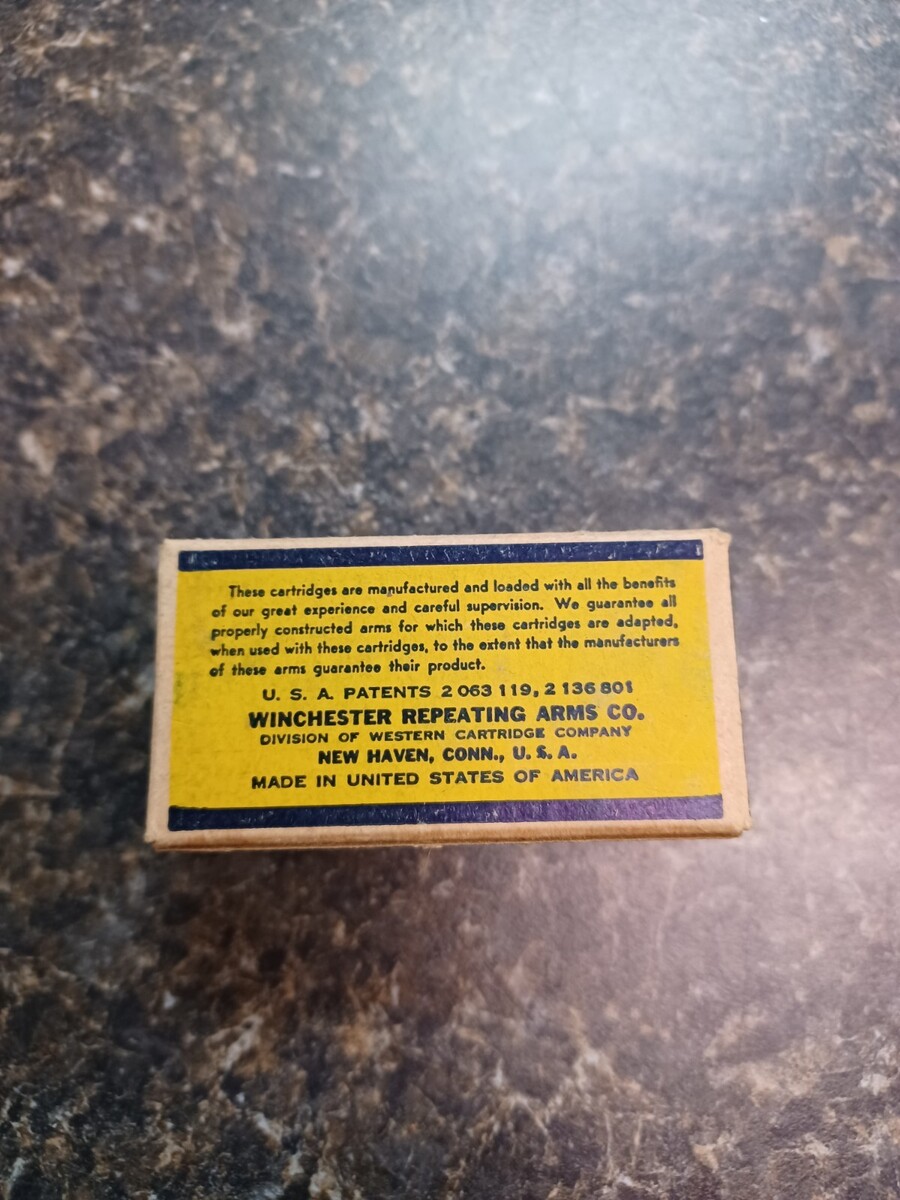 These cartridges are manufactured and loaded with all the benefits
of our great experience and careful supervision. We guarantee all
properly constructed arms for which these cartridges are adapted,
when used with these cartridges, to the extent that the manufacturers
of these arms guarantee their product.
U. S. A. PATENTS 2 063 119, 2 136 801
WINCHESTER REPEATING ARMS CO.
DIVISION OF WESTERN CARTRIDGE COMPANY
NEW HAVEN, CONN., U. S. A.
MADE IN UNITED STATES OF AMERICA